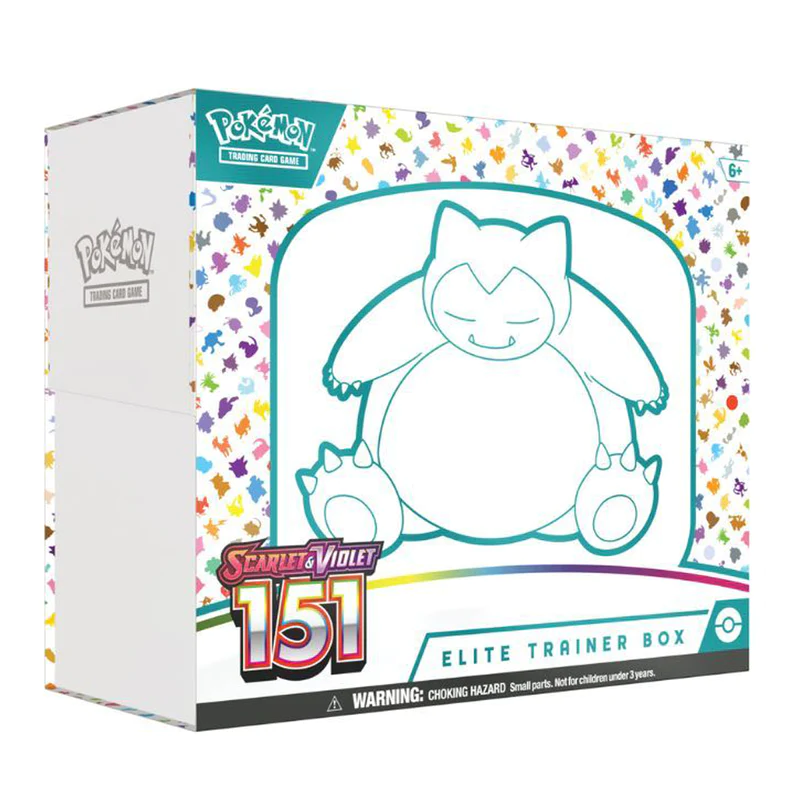 POKéMON
TRADING CARD GAME
6+
POKéMON
TRADING CARD GAME
SCARLET & VIOLET
151
ELITE TRAINER BOX
WARNING: CHOKING HAZARD Small parts. Not for children under 3 years.